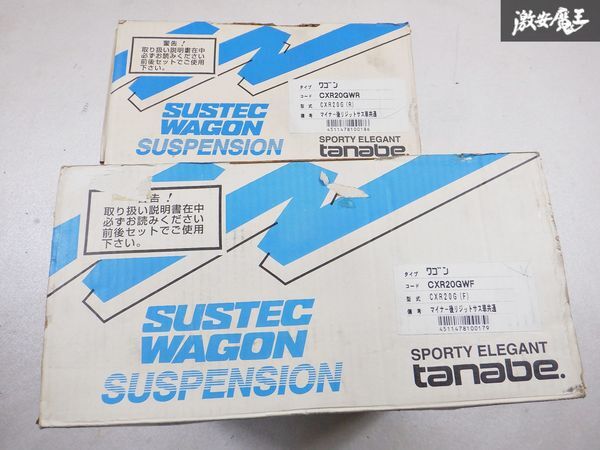 激安魔王
警告！
取り扱い説明書在中
必ずお読みください
前後セットでご使用
下さい。
SUSTEC
WAGON
SUSPENSION
タイプ ワゴン
コード CXR20GWR
型式 CXR20G(R)
備考 マイナー後リジットサス車共通
4511478100186
SPORTY ELEGANT
tanabe.
警告！
取り扱い説明書在中
必ずお読みください
前後セットでご使用
下さい。
SUSTEC
WAGON
SUSPENSION
タイプ ワゴン
コード CXR20GWF
型式 CXR20G(F)
備考 マイナー後リジットサス車共通
4511478100179
SPORTY ELEGANT
tanabe.